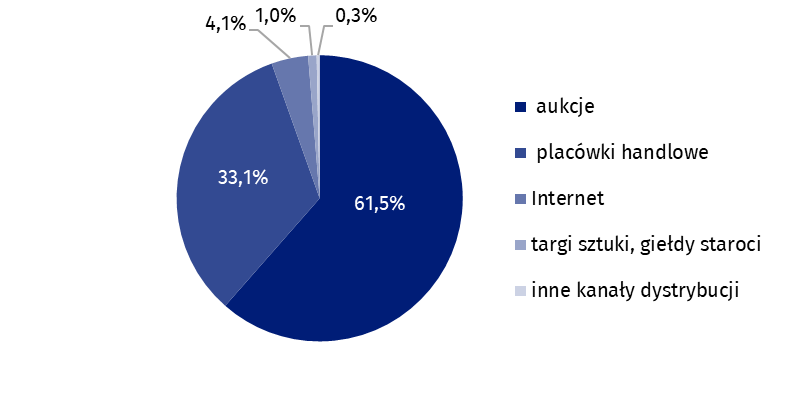 4,1%
1,0%
0,3%
33,1%
61,5%
aukcje
placówki handlowe
Internet
targi sztuki, giełdy staroci
inne kanały dystrybucji